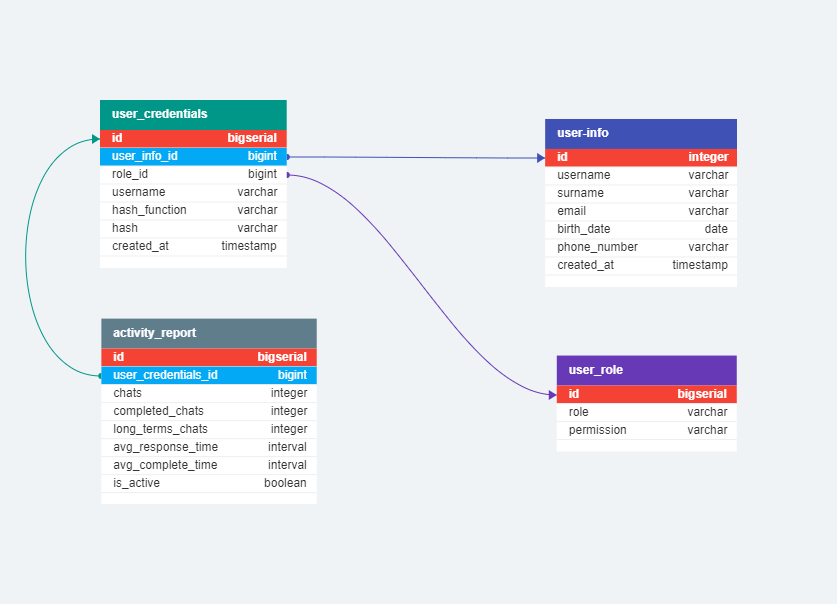 user_credentials
id bigserial
user_info_id bigint
role_id bigint
username varchar
hash_function varchar
hash varchar
created_at timestamp
user-info
id integer
username varchar
surname varchar
email varchar
birth_date date
phone_number varchar
created_at timestamp
activity_report
id bigserial
user_credentials_id bigint
chats integer
completed_chats integer
long_terms_chats integer
avg_response_time interval
avg_complete_time interval
is_active boolean
user_role
id bigserial
role varchar
permission varchar